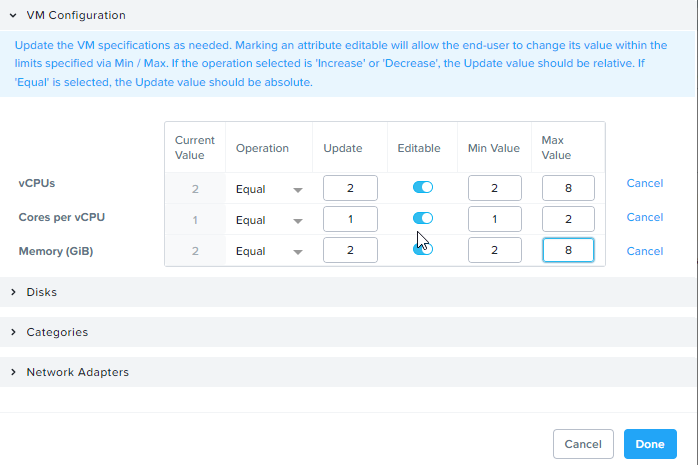 VM Configuration
Update the VM specifications as needed. Marking an attribute editable will allow the end-user to change its value within the
limits specified via Min / Max. If the operation selected is 'Increase' or 'Decrease', the Update value should be relative. If
'Equal' is selected, the Update value should be absolute.
Current Value Operation Update Editable Min Value Max Value
vCPUs 2 Equal 2 2 8 Cancel
Cores per vCPU 1 Equal 1 1 2 Cancel
Memory (GiB) 2 Equal 2 2 8 Cancel
Disks
Categories
Network Adapters
Cancel Done